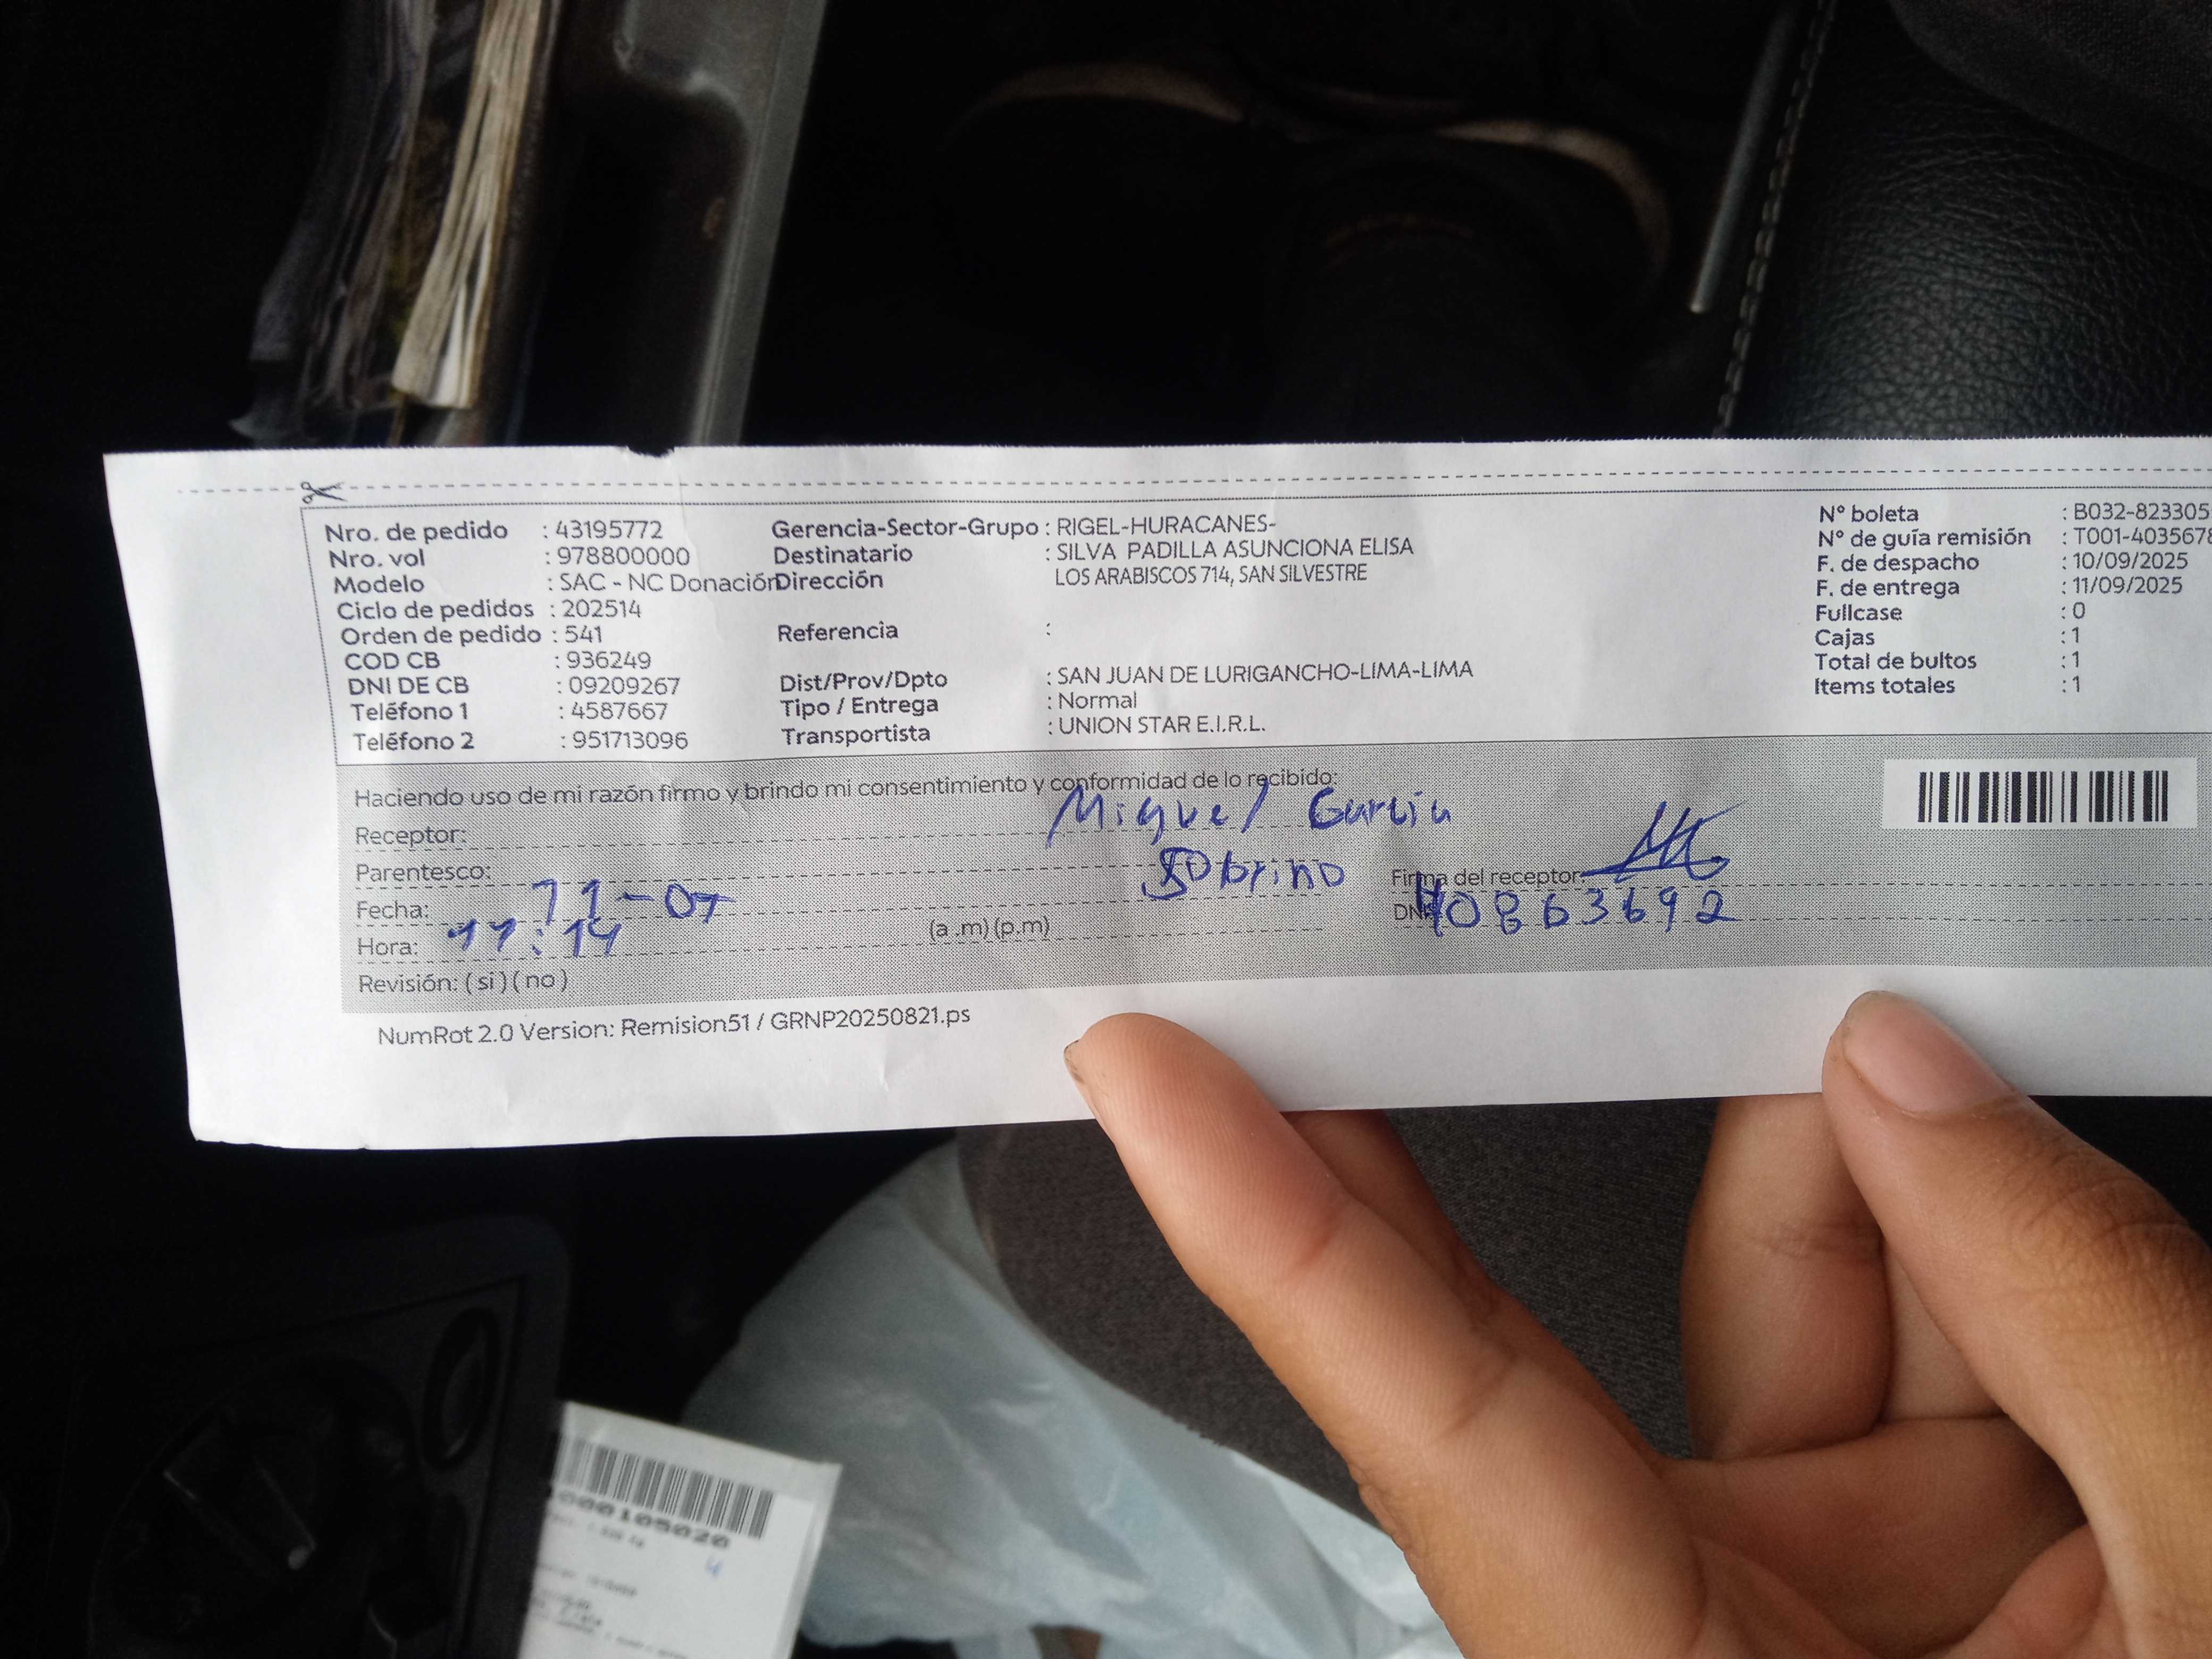 Nro. de pedido : 43195772 Gerencia-Sector-Grupo : RIGEL-HURACANES- N° boleta : B032-823305
Nro. vol : 978800000 Destinatario : SILVA PADILLA ASUNCIONA ELISA N° de guía remisión : T001-4035678
Modelo : SAC - NC Donación Dirección LOS ARABISCOS 714, SAN SILVESTRE F. de despacho : 10/09/2025
Ciclo de pedidos : 202514 F. de entrega : 11/09/2025
Orden de pedido : 541 Referencia : Fullcase : 0
COD CB : 936249 Cajas : 1
DNI DE CB : 09209267 Dist/Prov/Dpto : SAN JUAN DE LURIGANCHO-LIMA-LIMA Total de bultos : 1
Teléfono 1 : 4587667 Tipo / Entrega : Normal Items totales : 1
Teléfono 2 : 951713096 Transportista : UNION STAR E.I.R.L.
Haciendo uso de mi razón firmo y brindo mi consentimiento y conformidad de lo recibido:
Receptor: Miguel Garcia
Parentesco: Sobrino Firma del receptor:
Fecha: 11-07 DNI: 40863692
Hora: 11:14 (a .m) (p.m)
Revisión: ( si ) ( no )
NumRot 2.0 Version: Remision51 / GRNP20250821.ps